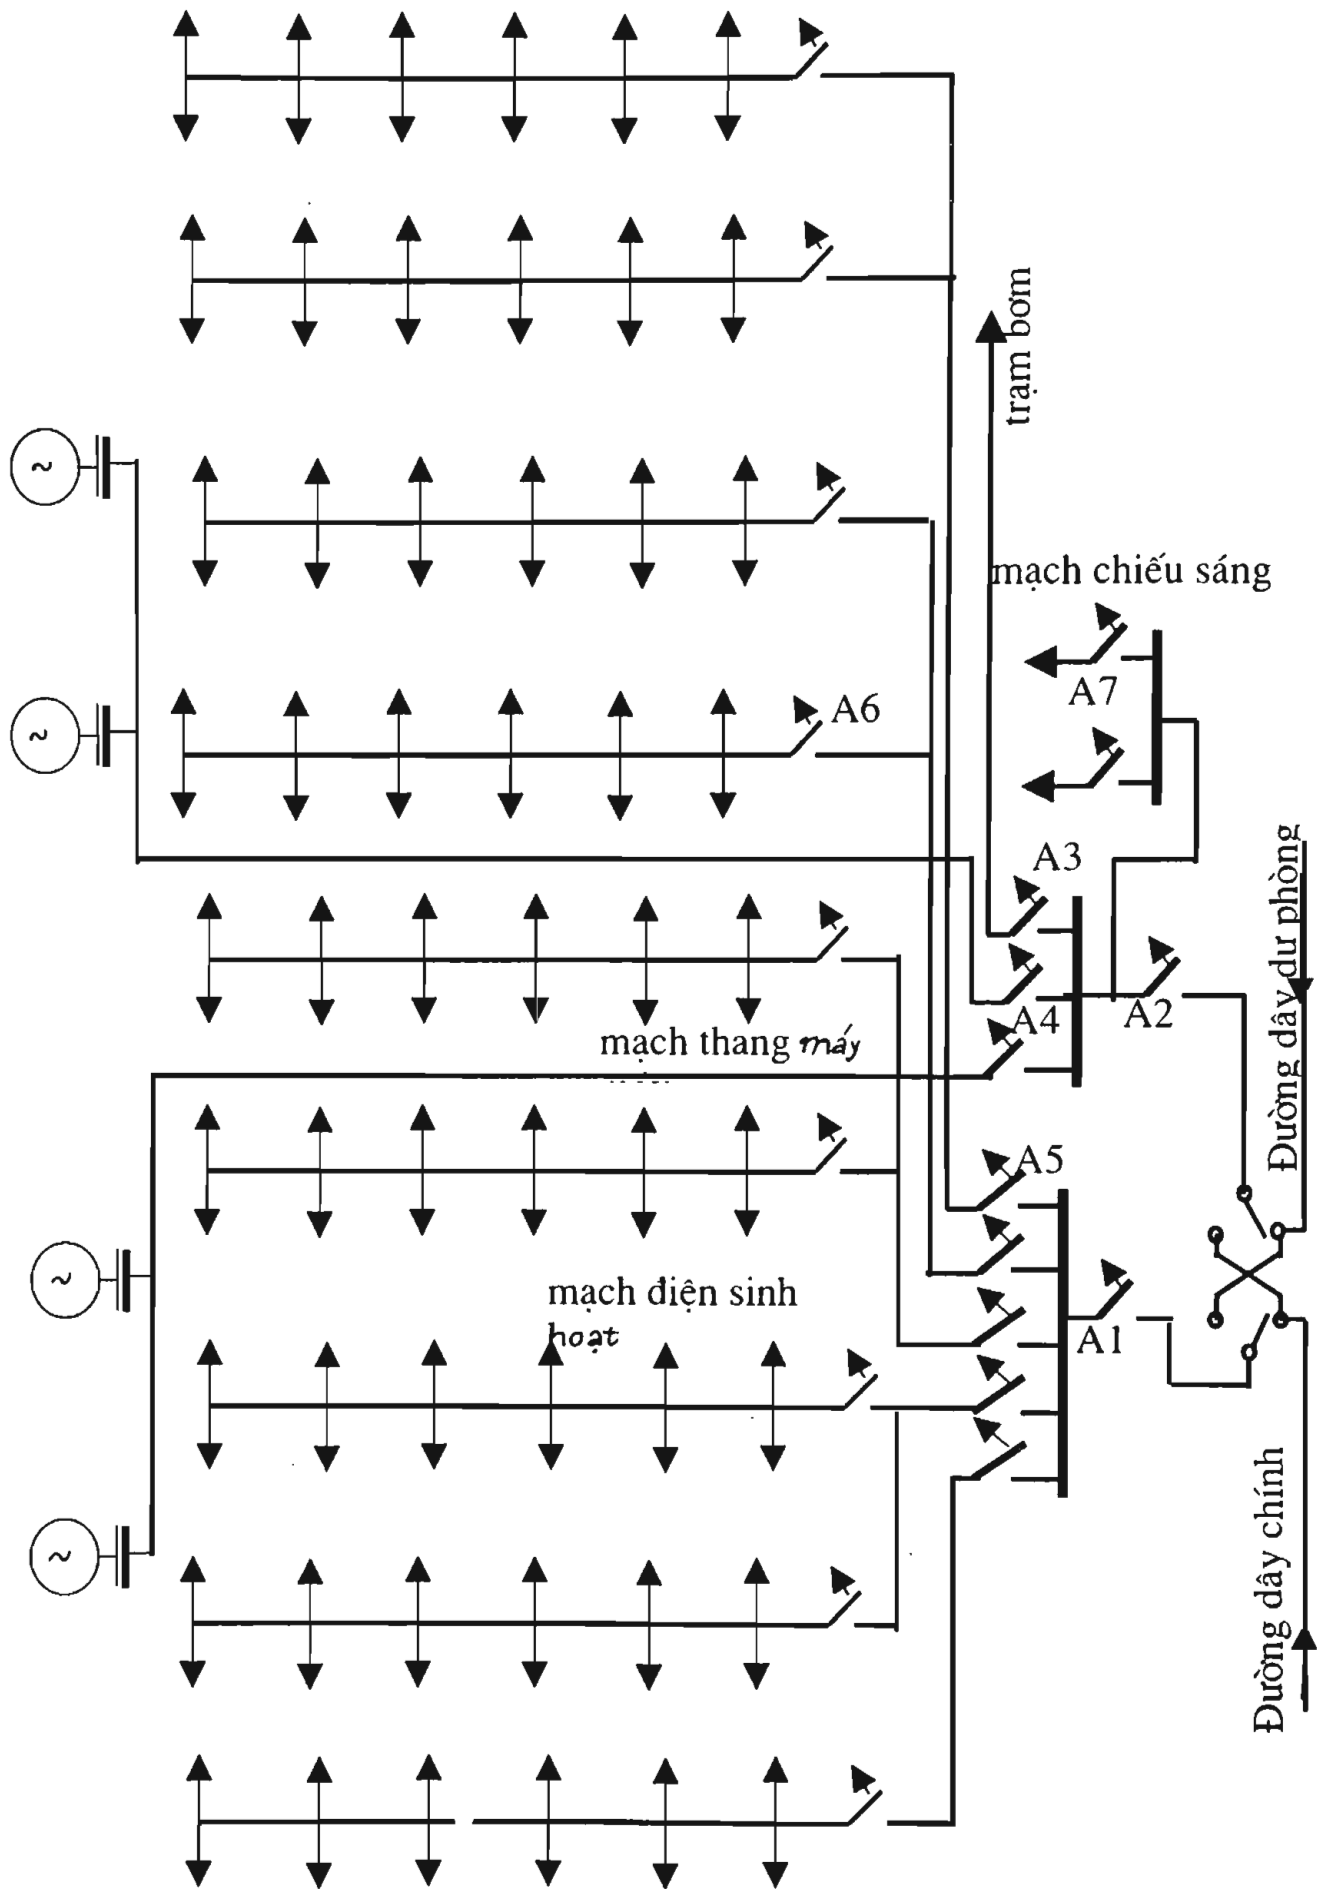 trạm bơm
mạch chiếu sáng
A7
A6
A3
Đường dây dự phòng
A4
A2
mạch thang máy
A5
mạch điện sinh
hoạt
A1
Đường dây chính
~
~
~
~